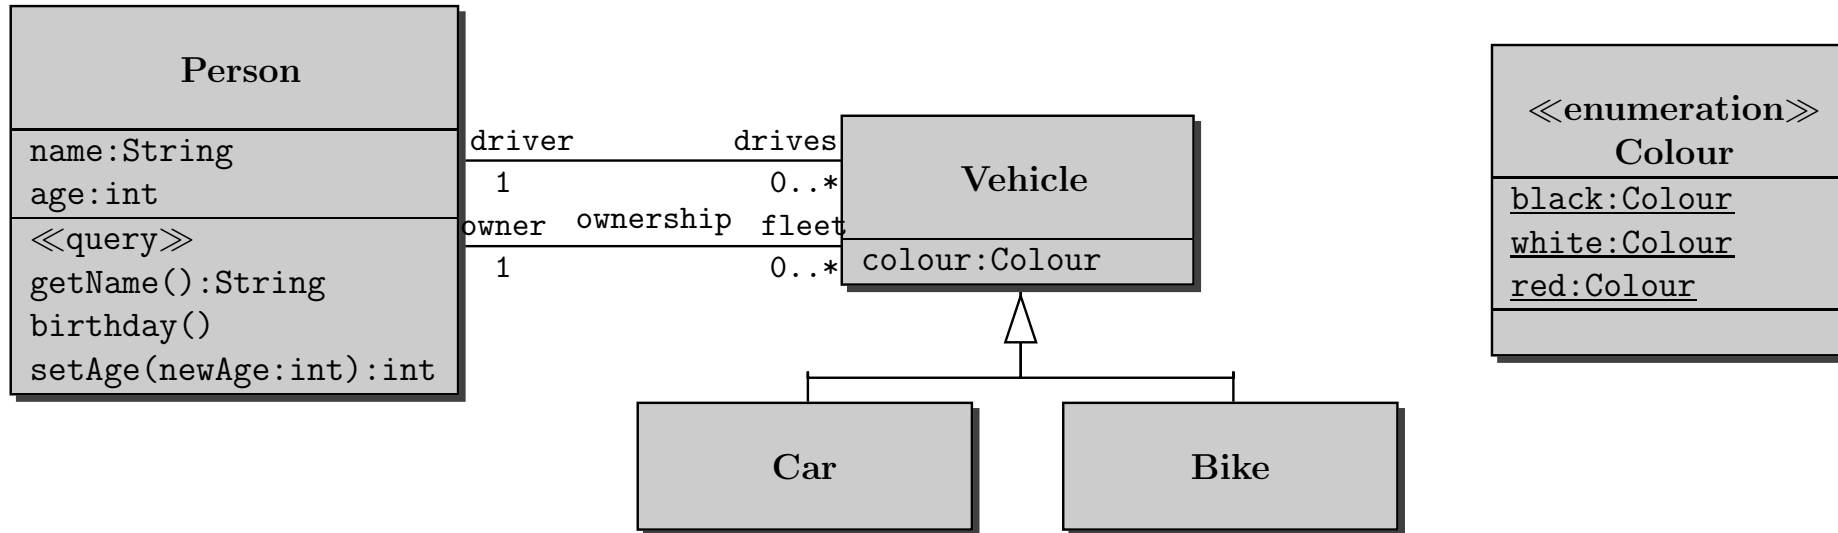 Person
name:String
age:int
≪query≫
getName():String
birthday()
setAge(newAge:int):int
driver
drives
1
0..*
owner
ownership
fleet
1
0..*
Vehicle
colour:Colour
Car
Bike
≪enumeration≫
Colour
black:Colour
white:Colour
red:Colour